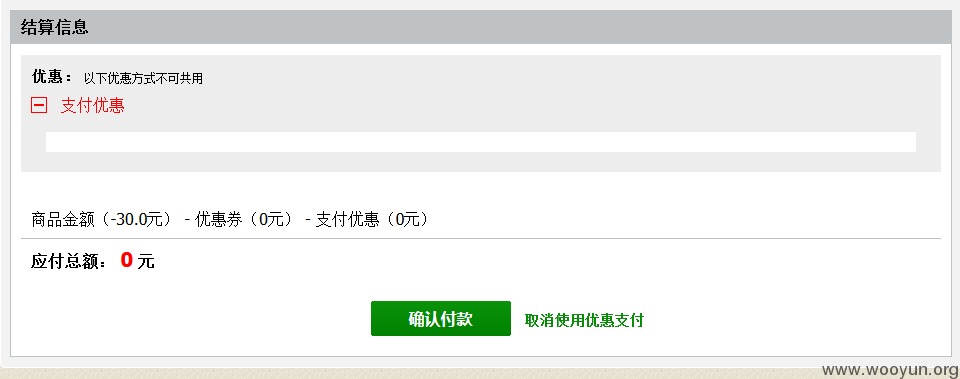 结算信息
优惠： 以下优惠方式不可共用
支付优惠
商品金额（-30.0元） - 优惠券（0元） - 支付优惠（0元）
应付总额： 0 元
确认付款 取消使用优惠支付
www.wooyun.org